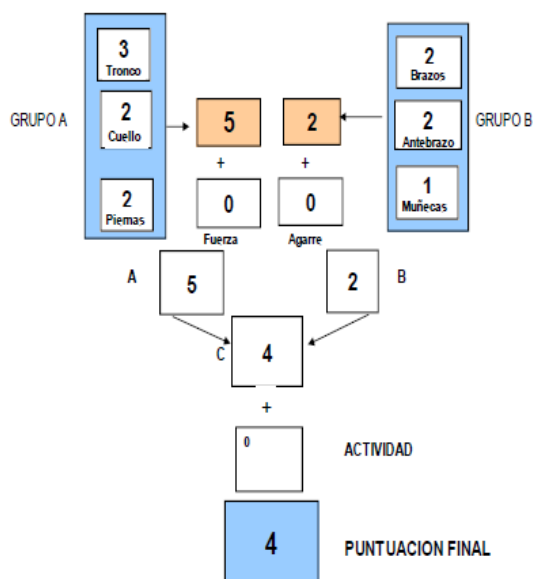 3
Tronco
2
Brazos
GRUPO A
2
Cuello
5
2
2
Antebrazo
GRUPO B
+
+
2
Piernas
0
0
1
Muñecas
Fuerza
Agarre
A
5
2
B
C
4
+
0
ACTIVIDAD
4
PUNTUACION FINAL